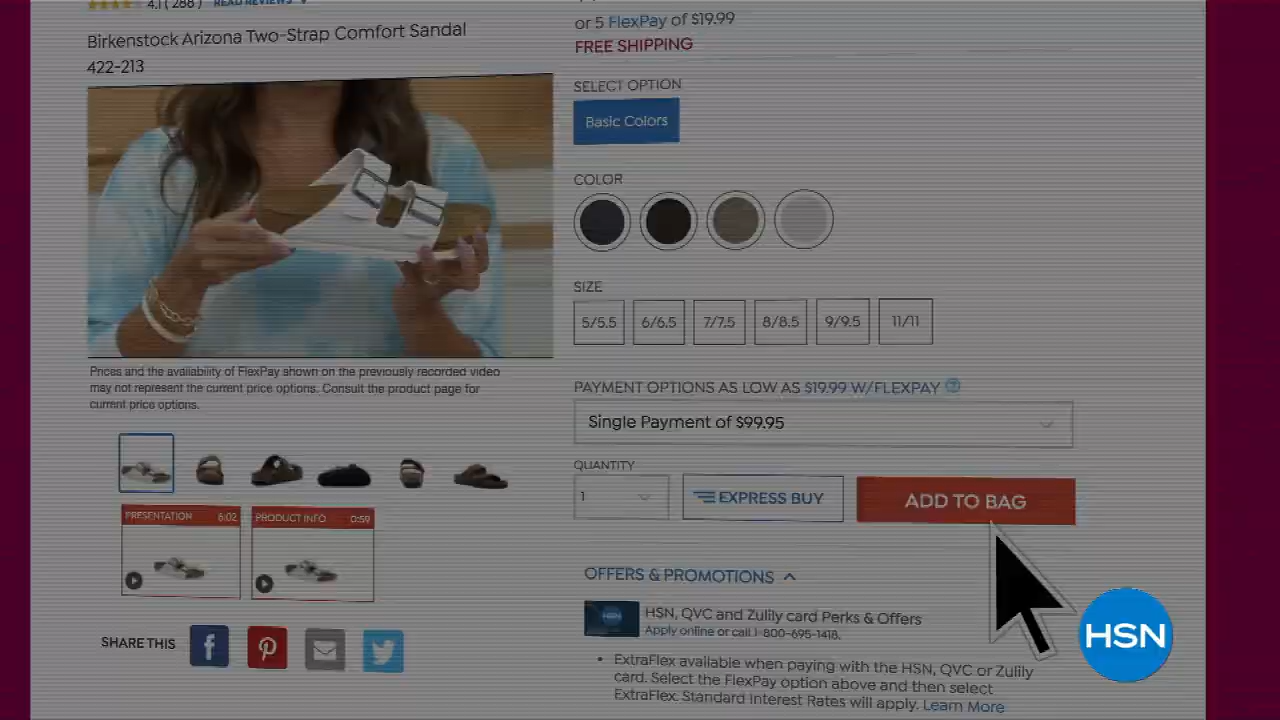 4.1 (288) READ REVIEWS
Birkenstock Arizona Two-Strap Comfort Sandal
422-213
Prices and the availability of FlexPay shown on the previously recorded video
may not represent the current price options. Consult the product page for
current price options.
PRESENTATION 6:02
PRODUCT INFO 0:59
SHARE THIS
or 5 FlexPay of $19.99
FREE SHIPPING
SELECT OPTION
Basic Colors
COLOR
SIZE
5/5.5 6/6.5 7/7.5 8/8.5 9/9.5 11/11
PAYMENT OPTIONS AS LOW AS $19.99 W/FLEXPAY ?
Single Payment of $99.95
QUANTITY
1 EXPRESS BUY ADD TO BAG
OFFERS & PROMOTIONS
HSN
HSN, QVC and Zulily card Perks & Offers
Apply online or call 1-800-695-1418.
• ExtraFlex available when paying with the HSN, QVC or Zulily
card. Select the FlexPay option above and then select
ExtraFlex. Standard Interest Rates will apply. Learn More
HSN